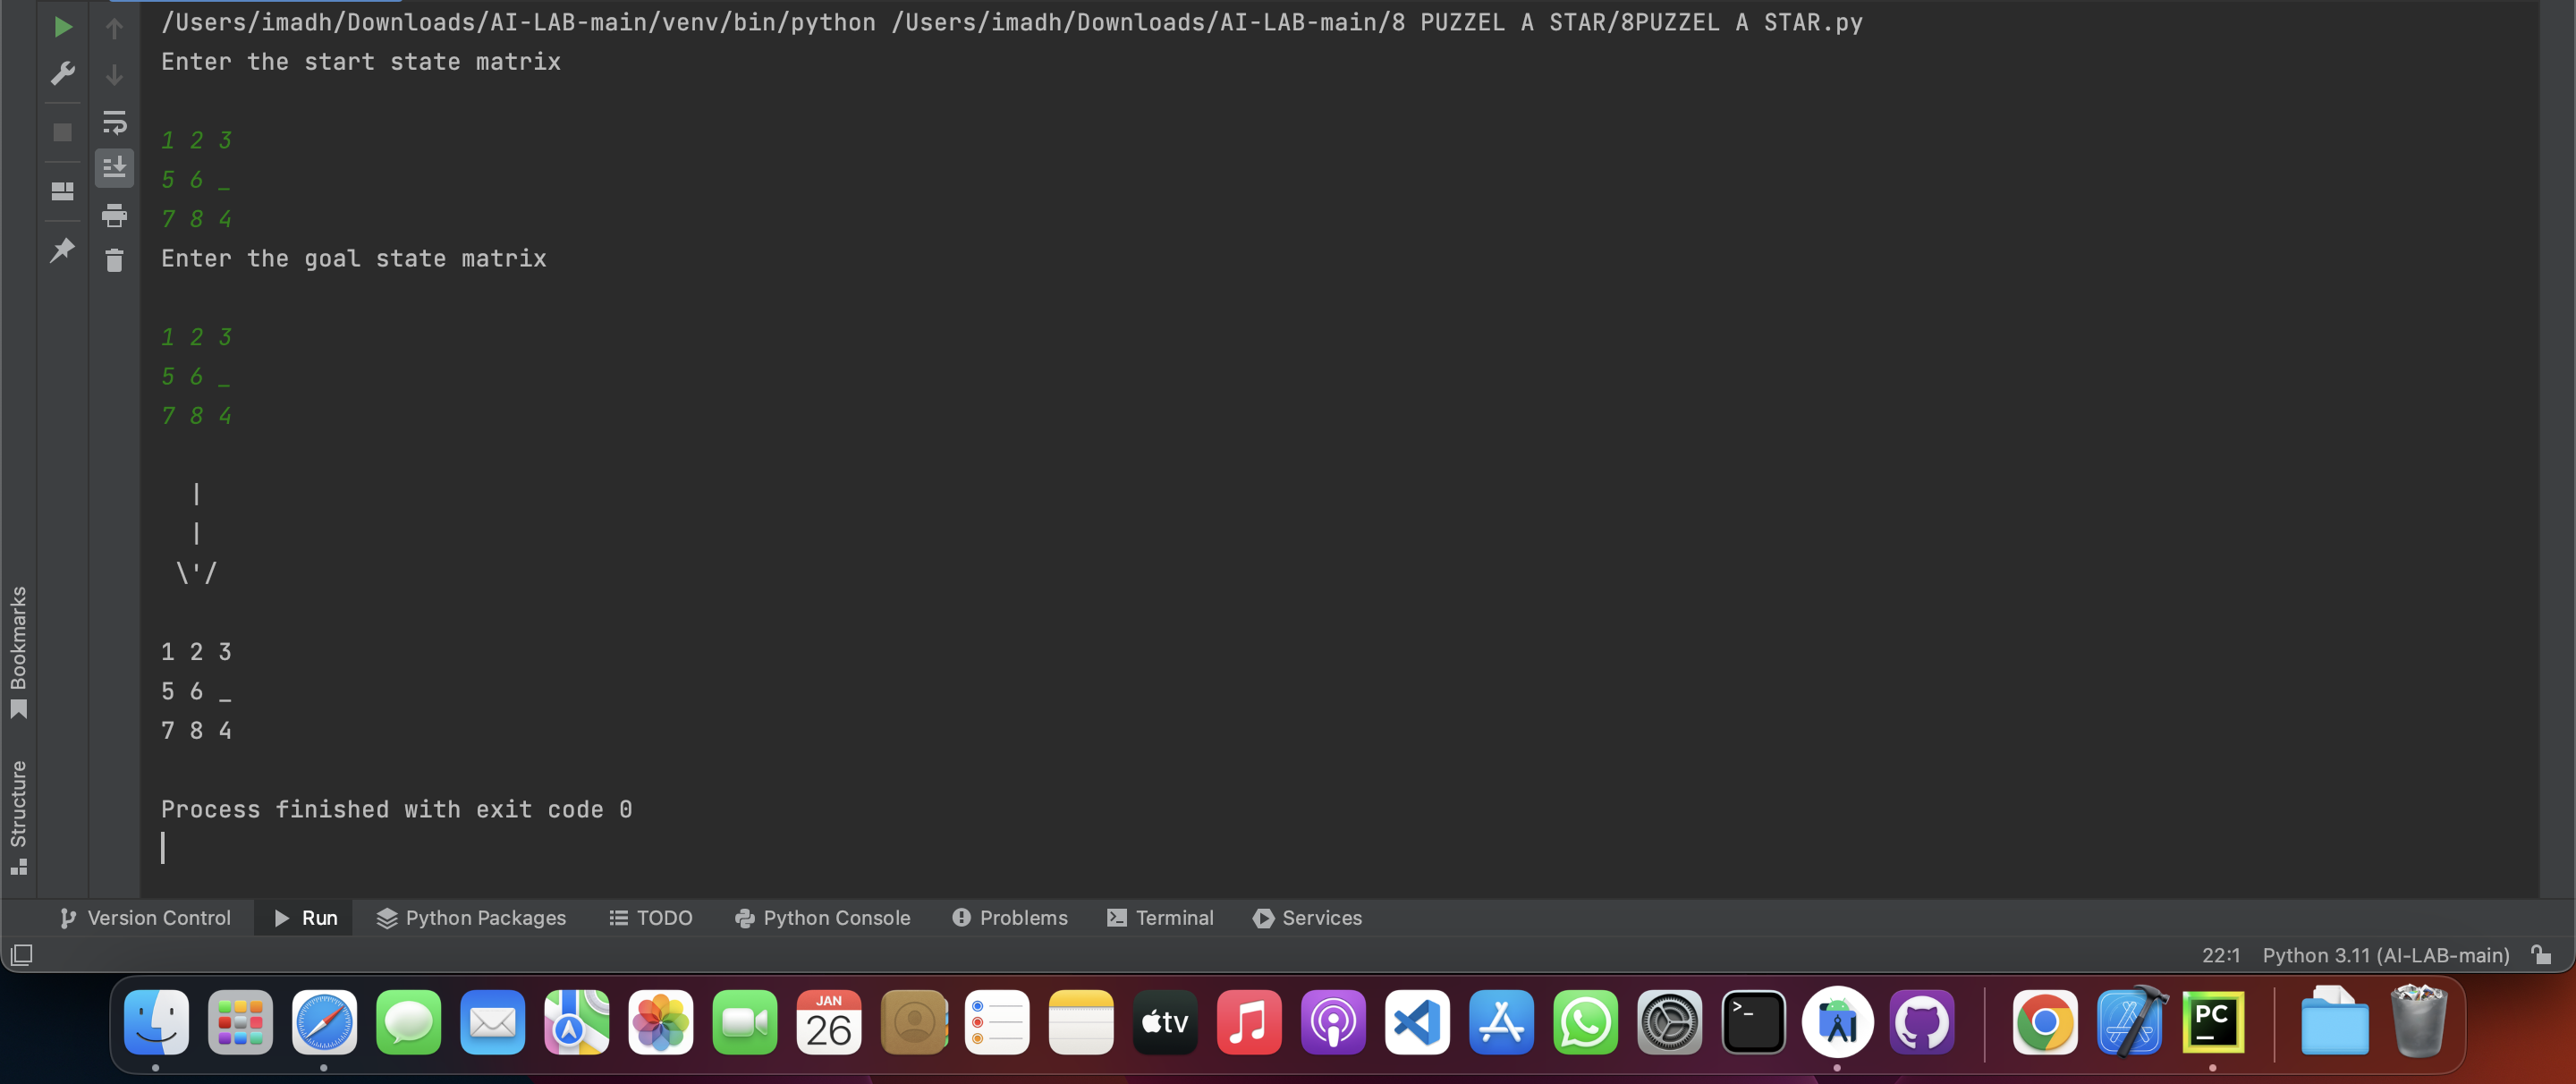 /Users/imadh/Downloads/AI-LAB-main/venv/bin/python /Users/imadh/Downloads/AI-LAB-main/8 PUZZEL A STAR/8PUZZEL A STAR.py
Enter the start state matrix
1 2 3
5 6 _
7 8 4
Enter the goal state matrix
1 2 3
5 6 _
7 8 4
|
|
\'/
1 2 3
5 6 _
7 8 4
Process finished with exit code 0
Bookmarks
Structure
Version Control Run Python Packages TODO Python Console Problems Terminal Services
22:1 Python 3.11 (AI-LAB-main)
JAN
26
tv
>_
PC